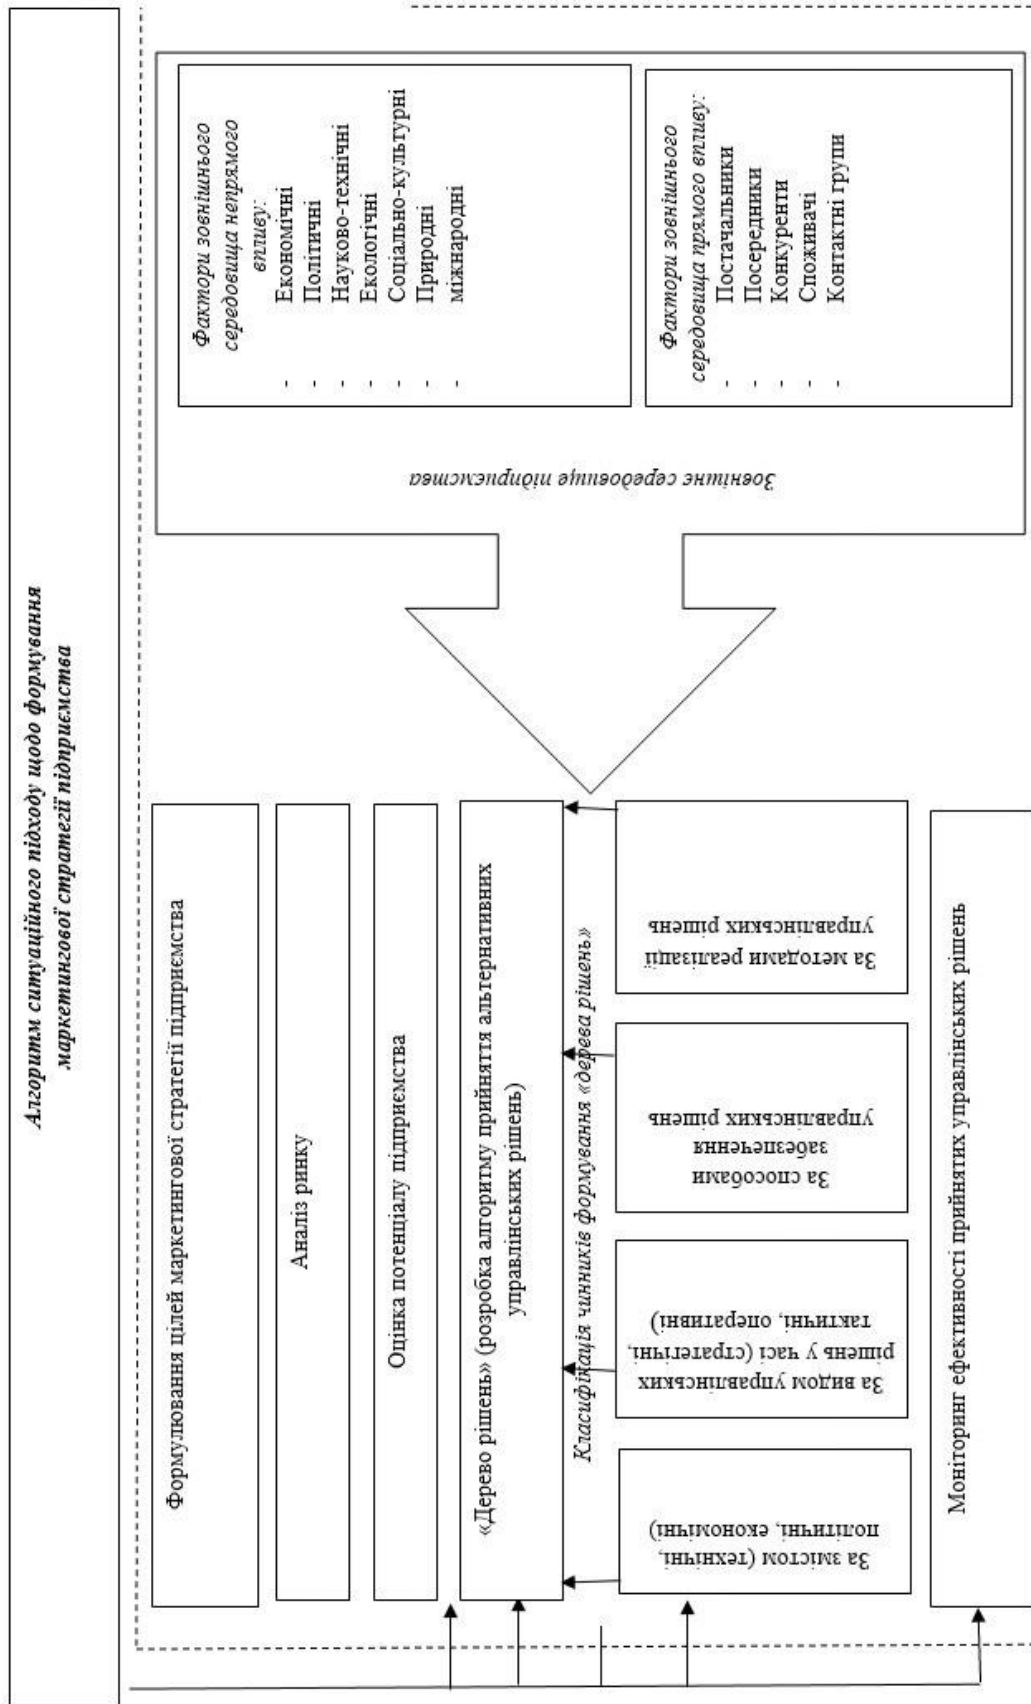 Алгоритм ситуаційного підходу щодо формування
маркетингової стратегії підприємства
Формулювання цілей маркетингової стратегії підприємства
Аналіз ринку
Оцінка потенціалу підприємства
«Дерево рішень» (розробка алгоритму прийняття альтернативних
управлінських рішень)
Класифікація чинників формування «дерева рішень»
За змістом (технічні,
політичні, економічні)
За видом управлінських
рішень у часі (стратегічні,
тактичні, оперативні)
За способами
забезпечення
управлінських рішень
За методами реалізації
управлінських рішень
Моніторинг ефективності прийнятих управлінських рішень
Зовнішнє середовище підприємства
Фактори зовнішнього
середовища непрямого
впливу:
- Економічні
- Політичні
- Науково-технічні
- Екологічні
- Соціально-культурні
- Природні
- міжнародні
Фактори зовнішнього
середовища прямого впливу:
- Постачальники
- Посередники
- Конкуренти
- Споживачі
- Контактні групи